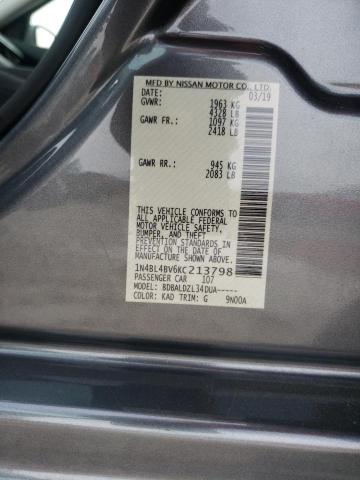 MFD BY NISSAN MOTOR CO., LTD.
DATE: 03/19
GVWR: 1963 KG
4328 LB
GAWR FR.: 1097 KG
2418 LB
GAWR RR.: 945 KG
2083 LB
THIS VEHICLE CONFORMS TO
ALL APPLICABLE FEDERAL
MOTOR VEHICLE SAFETY,
BUMPER, AND THEFT
PREVENTION STANDARDS IN
EFFECT ON THE DATE OF
MANUFACTURE SHOWN ABOVE.
1N4BL4BV6KC213798
PASSENGER CAR 107
MODEL: BDBALDZL34DUA-----
COLOR: KAD TRIM: G 9N00A